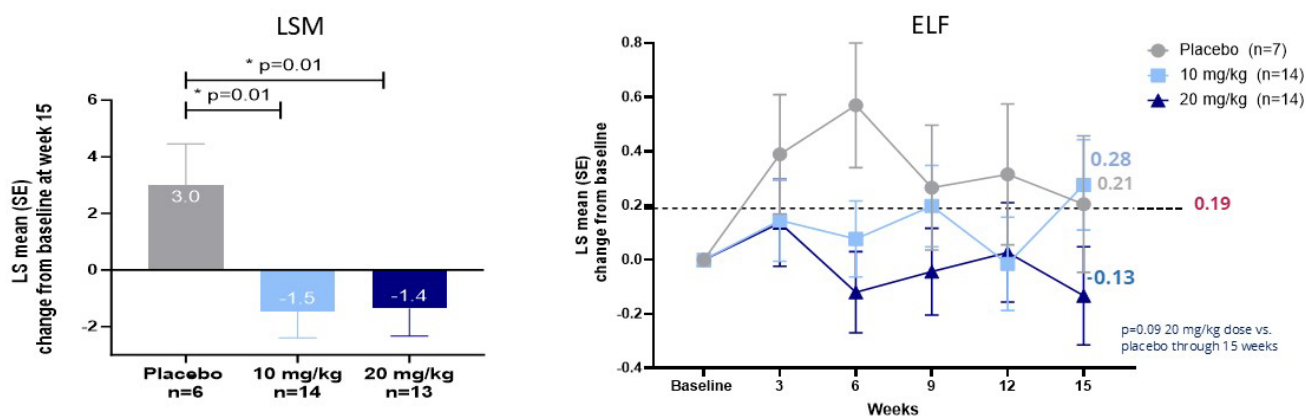 LSM
* p=0.01
* p=0.01
LS mean (SE)
change from baseline at week 15
6
4
2
0
-2
3.0
-1.5
-1.4
Placebo
n=6
10 mg/kg
n=14
20 mg/kg
n=13
ELF
LS mean (SE)
change from baseline
0.8
0.6
0.4
0.2
0.0
-0.2
-0.4
Placebo (n=7)
10 mg/kg (n=14)
20 mg/kg (n=14)
0.28
0.21
0.19
-0.13
p=0.09 20 mg/kg dose vs.
placebo through 15 weeks
Baseline 3 6 9 12 15
Weeks